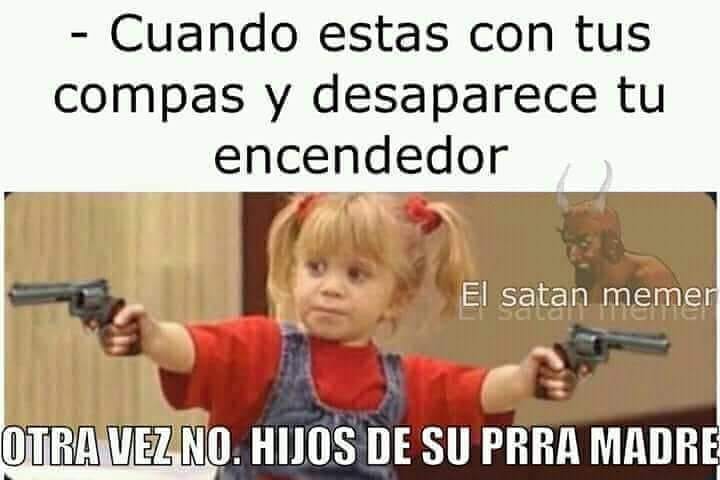 - Cuando estas con tus
compas y desaparece tu
encendedor
El satan memer
OTRA VEZ NO. HIJOS DE SU PRRA MADRE